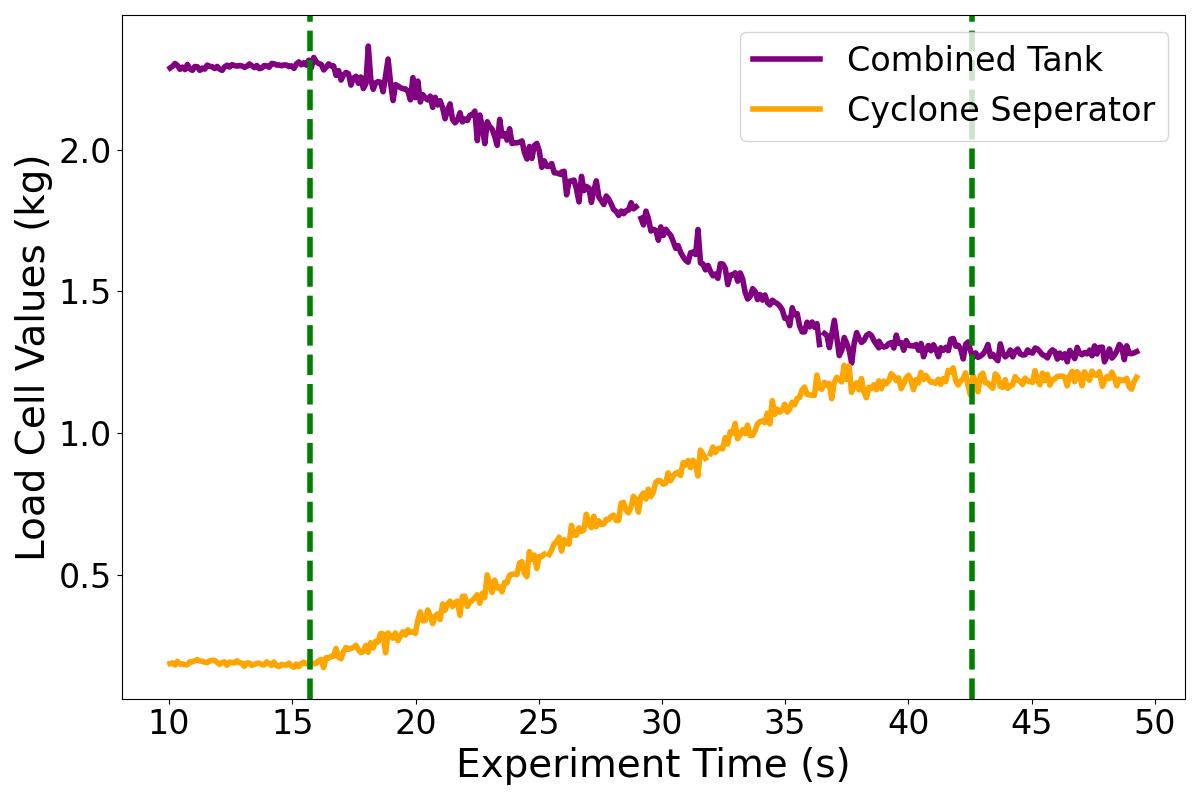 Combined Tank
Cyclone Seperator
Load Cell Values (kg)
2.0
1.5
1.0
0.5
10 15 20 25 30 35 40 45 50
Experiment Time (s)